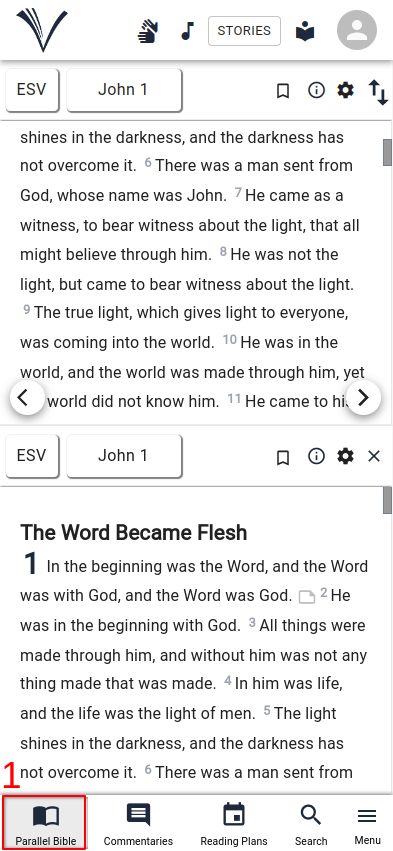 STORIES
ESV
John 1
shines in the darkness, and the darkness has
not overcome it. 6 There was a man sent from
God, whose name was John. 7 He came as a
witness, to bear witness about the light, that all
might believe through him. 8 He was not the
light, but came to bear witness about the light.
9 The true light, which gives light to everyone,
was coming into the world. 10 He was in the
world, and the world was made through him, yet
world did not know him. 11 He came to
ESV
John 1
The Word Became Flesh
1 In the beginning was the Word, and the Word
was with God, and the Word was God. 2 He
was in the beginning with God. 3 All things were
made through him, and without him was not any
thing made that was made. 4 In him was life,
and the life was the light of men. 5 The light
shines in the darkness, and the darkness has
not overcome it. 6 There was a man sent from
1
Parallel Bible
Commentaries
Reading Plans
Search
Menu